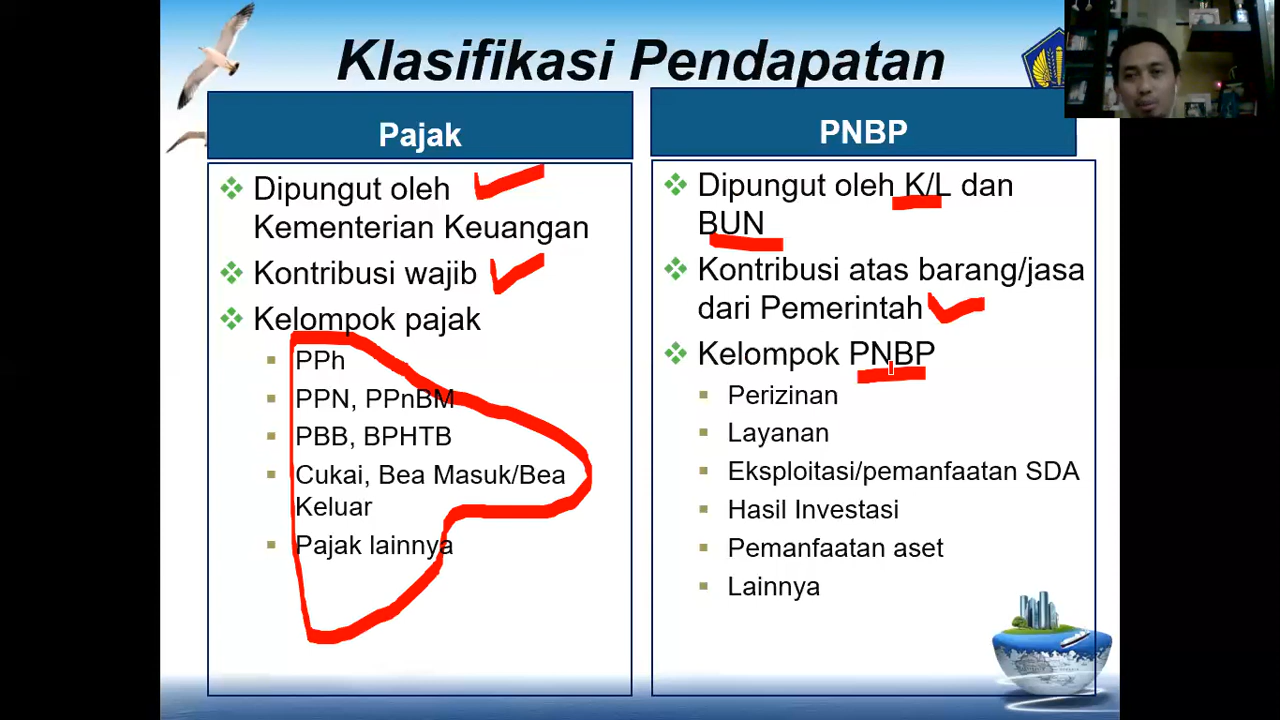 Klasifikasi Pendapatan
Pajak
Dipungut oleh
Kementerian Keuangan
Kontribusi wajib
Kelompok pajak
PPh
PPN, PPnBM
PBB, BPHTB
Cukai, Bea Masuk/Bea
Keluar
Pajak lainnya
PNBP
Dipungut oleh K/L dan
BUN
Kontribusi atas barang/jasa
dari Pemerintah
Kelompok PNBP
Perizinan
Layanan
Eksploitasi/pemanfaatan SDA
Hasil Investasi
Pemanfaatan aset
Lainnya